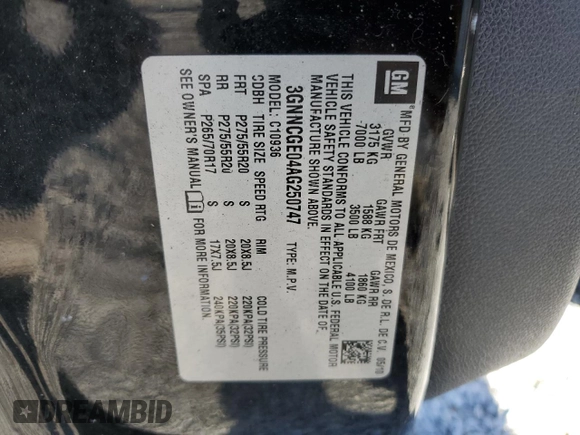 GM
MFD BY GENERAL MOTORS DE MEXICO, S. DE R.L. DE C.V. 05/10
GVWR GAWR FRT GAWR RR
3175 KG 1588 KG 1860 KG
7000 LB 3500 LB 4100 LB
THIS VEHICLE CONFORMS TO ALL APPLICABLE U.S. FEDERAL MOTOR
VEHICLE SAFETY STANDARDS IN EFFECT ON THE DATE OF
MANUFACTURE SHOWN ABOVE.
3GNNCGE04AG250747 TYPE: M.P.V.
MODEL: C10936
CDBH TIRE SIZE SPEED RTG RIM COLD TIRE PRESSURE
FRT P275/55R20 S 20X8.5J 220KPA(32PSI)
RR P275/55R20 S 20X8.5J 220KPA(32PSI)
SPA P265/70R17 S 17X7.5J 240KPA(35PSI)
SEE OWNER'S MANUAL FOR MORE INFORMATION.
DREAMBID